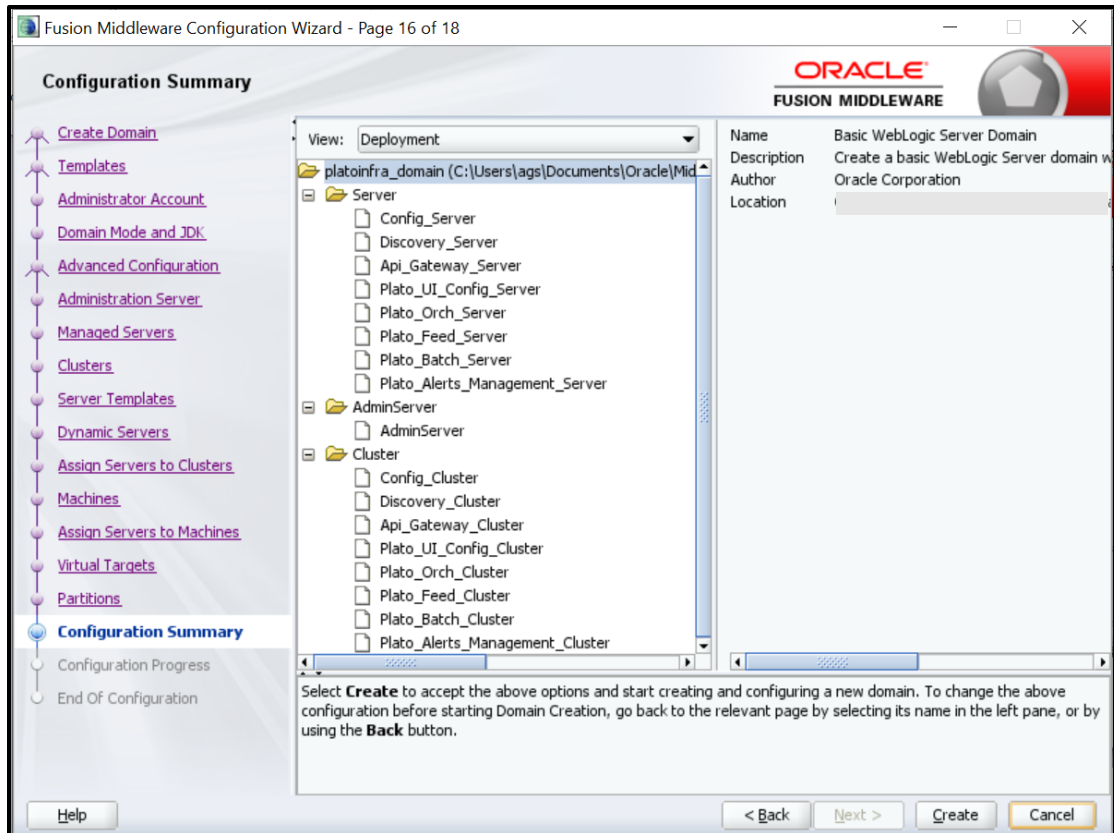 Fusion Middleware Configuration Wizard - Page 16 of 18
Configuration Summary
ORACLE
FUSION MIDDLEWARE
Create Domain
Templates
Administrator Account
Domain Mode and JDK
Advanced Configuration
Administration Server
Managed Servers
Clusters
Server Templates
Dynamic Servers
Assign Servers to Clusters
Machines
Assign Servers to Machines
Virtual Targets
Partitions
Configuration Summary
Configuration Progress
End Of Configuration
View: Deployment
platoinfra_domain (C:\Users\ags\Documents\Oracle\Mid
Server
Config_Server
Discovery_Server
Api_Gateway_Server
Plato_UI_Config_Server
Plato_Orch_Server
Plato_Feed_Server
Plato_Batch_Server
Plato_Alerts_Management_Server
AdminServer
AdminServer
Cluster
Config_Cluster
Discovery_Cluster
Api_Gateway_Cluster
Plato_UI_Config_Cluster
Plato_Orch_Cluster
Plato_Feed_Cluster
Plato_Batch_Cluster
Plato_Alerts_Management_Cluster
Name Basic WebLogic Server Domain
Description Create a basic WebLogic Server domain w
Author Oracle Corporation
Location
Select Create to accept the above options and start creating and configuring a new domain. To change the above
configuration before starting Domain Creation, go back to the relevant page by selecting its name in the left pane, or by
using the Back button.
Help
< Back
Next >
Create
Cancel